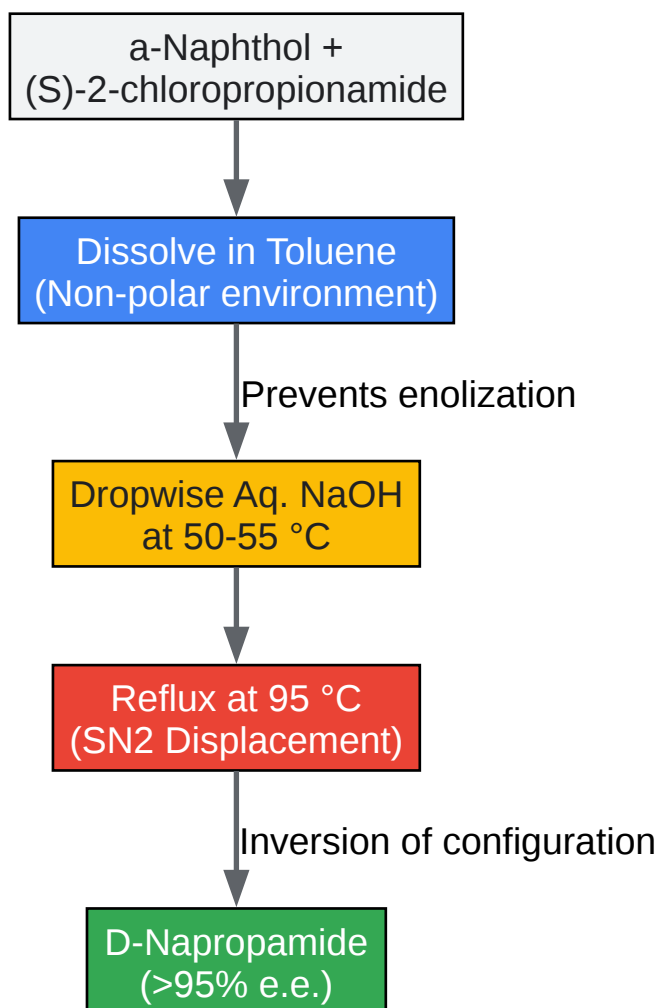 a-Naphthol +
(S)-2-chloropropionamide
Dissolve in Toluene
(Non-polar environment)
Prevents enolization
Dropwise Aq. NaOH
at 50-55 °C
Reflux at 95 °C
(SN2 Displacement)
Inversion of configuration
D-Napropamide
(>95% e.e.)